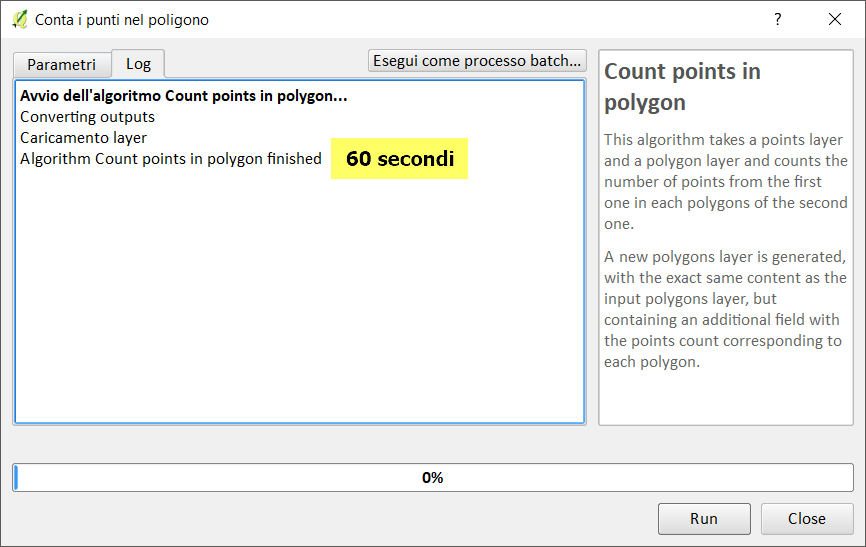 Conta i punti nel poligono
?
Parametri
Log
Esegui come processo batch...
Avvio dell'algoritmo Count points in polygon...
Converting outputs
Caricamento layer
Algorithm Count points in polygon finished
60 secondi
Count points in
polygon
This algorithm takes a points layer
and a polygon layer and counts the
number of points from the first
one in each polygons of the second
one.
A new polygons layer is generated,
with the exact same content as the
input polygons layer, but
containing an additional field with
the points count corresponding to
each polygon.
0%
Run
Close